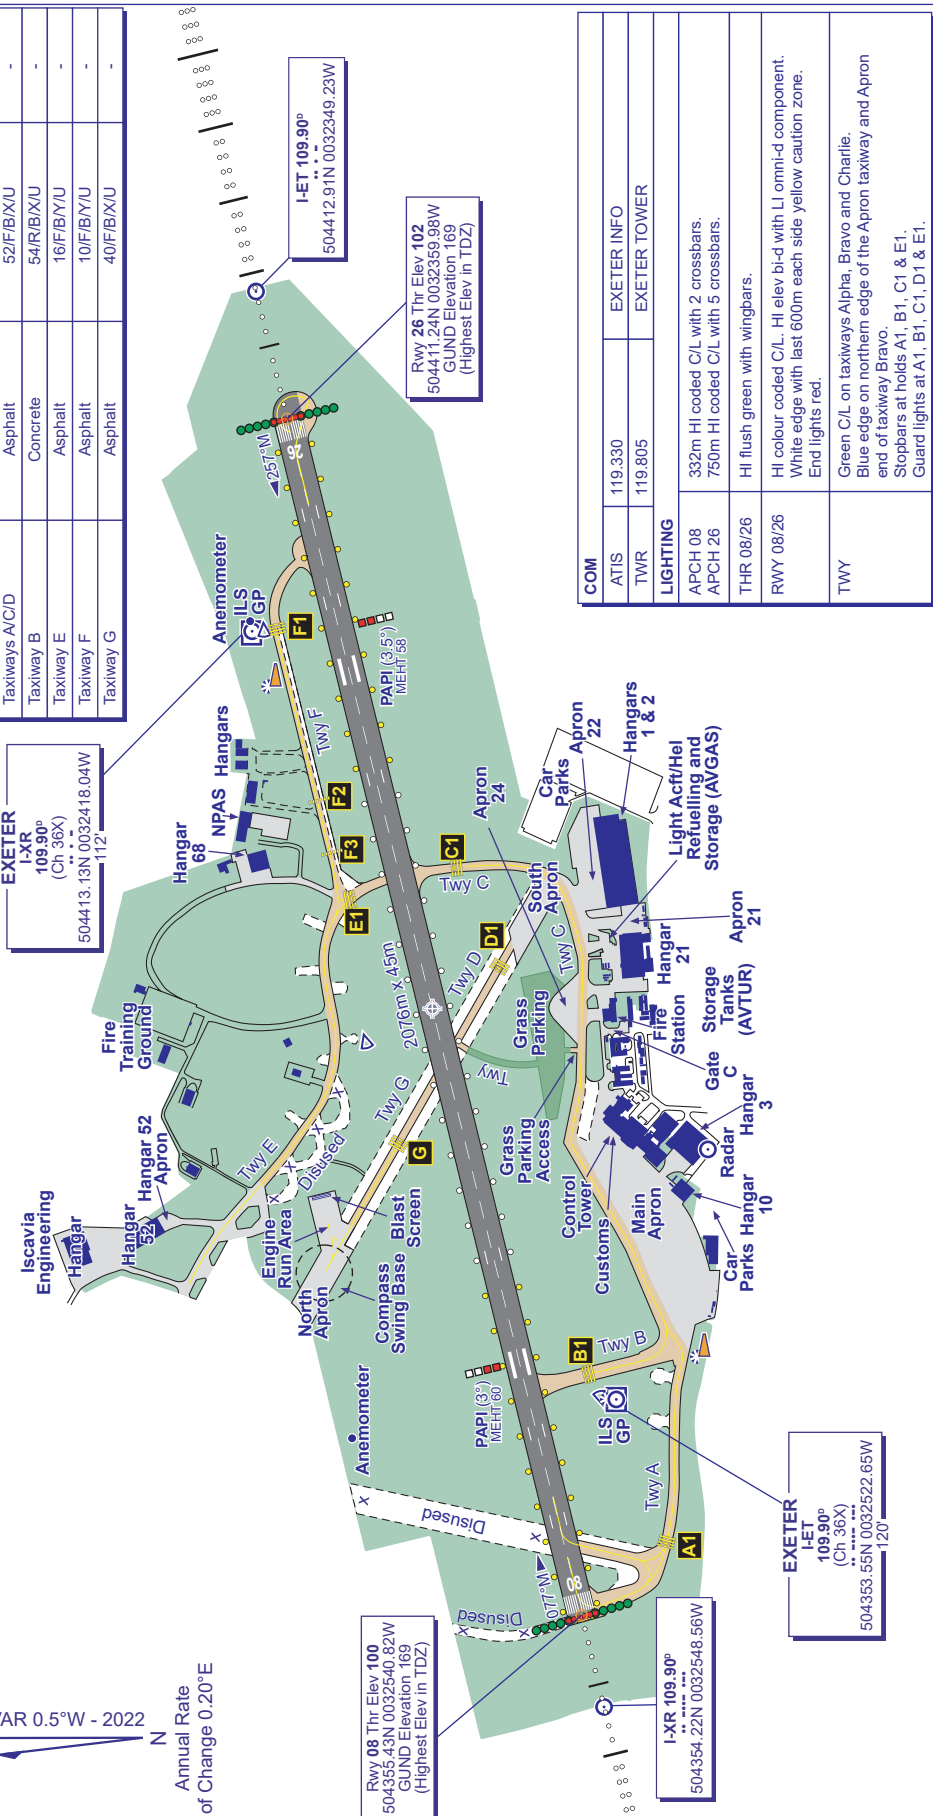 Taxiways A/C/D Asphalt 52/F/B/X/U -
Taxiway B Concrete 54/R/B/X/U -
Taxiway E Asphalt 16/F/B/Y/U -
Taxiway F Asphalt 10/F/B/Y/U -
Taxiway G Asphalt 40/F/B/X/U -
AR 0.5°W - 2022
N
Annual Rate
of Change 0.20°E
EXETER
I-XR
109.90ᴰ
(Ch 36X)
504413.13N 0032418.04W
112'
I-ET 109.90ᴰ
504412.91N 0032349.23W
Rwy 26 Thr Elev 102
504411.24N 0032359.98W
GUND Elevation 169
(Highest Elev in TDZ)
Rwy 08 Thr Elev 100
504355.43N 0032540.82W
GUND Elevation 169
(Highest Elev in TDZ)
I-XR 109.90ᴰ
504354.22N 0032548.56W
EXETER
I-ET
109.90ᴰ
(Ch 36X)
504353.55N 0032522.65W
120'
Iscavia
Engineering
Hangar
Hangar
52
Hangar 52
Apron
Fire
Training
Ground
Hangar
68
NPAS
Hangars
Anemometer
ILS
GP
F1
F2
F3
Twy F
257°M
26
PAPI (3.5°)
MEHT 58
E1
Twy E
Disused
x
x
x
x
x
Engine
Run Area
Blast
Screen
North
Apron
Compass
Swing Base
G
Twy G
2076m x 45m
Twy
Twy D
D1
C1
Twy C
South
Apron
Twy C
Apron
24
Grass
Parking
Grass
Parking
Access
Car
Parks
Apron
22
Hangars
1 & 2
Light Acft/Hel
Refuelling and
Storage (AVGAS)
Apron
21
Hangar
21
Storage
Tanks
(AVTUR)
Fire
Station
Gate
C
Hangar
3
Radar
Hangar
10
Car
Parks
Main
Apron
Customs
Control
Tower
Anemometer
PAPI (3°)
MEHT 60
B1
Twy B
ILS
GP
Twy A
A1
Disused
x
x
Disused
x
x
077°M
08
COM
ATIS 119.330 EXETER INFO
TWR 119.805 EXETER TOWER
LIGHTING
APCH 08 332m HI coded C/L with 2 crossbars.
APCH 26 750m HI coded C/L with 5 crossbars.
THR 08/26 HI flush green with wingbars.
RWY 08/26 HI colour coded C/L. HI elev bi-d with LI omni-d component.
White edge with last 600m each side yellow caution zone.
End lights red.
TWY Green C/L on taxiways Alpha, Bravo and Charlie.
Blue edge on northern edge of the Apron taxiway and Apron
end of taxiway Bravo.
Stopbars at holds A1, B1, C1 & E1.
Guard lights at A1, B1, C1, D1 & E1.